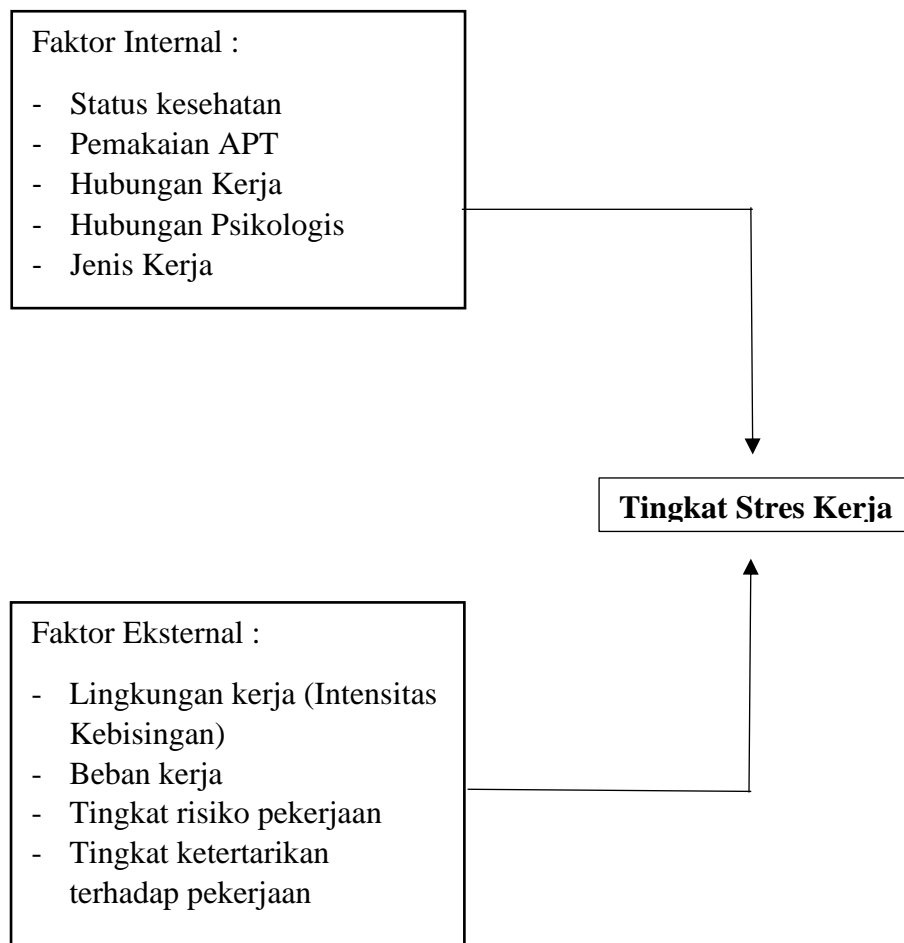 Faktor Internal :
- Status kesehatan
- Pemakaian APT
- Hubungan Kerja
- Hubungan Psikologis
- Jenis Kerja
Tingkat Stres Kerja
Faktor Eksternal :
- Lingkungan kerja (Intensitas
Kebisingan)
- Beban kerja
- Tingkat risiko pekerjaan
- Tingkat ketertarikan
terhadap pekerjaan